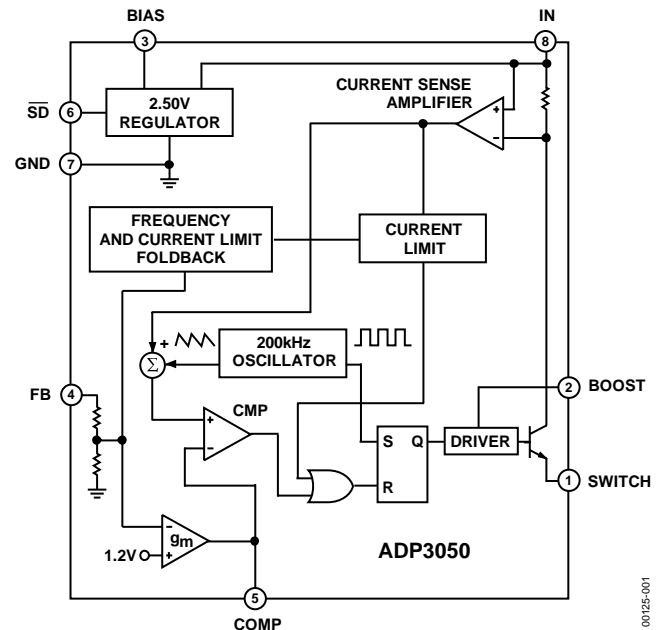 BIAS
IN
3
8
CURRENT SENSE
AMPLIFIER
+
−
SD
6
2.50V
REGULATOR
GND
7
FREQUENCY
AND CURRENT LIMIT
FOLDBACK
CURRENT
LIMIT
+
Σ
200kHz
OSCILLATOR
2
BOOST
FB
4
CMP
+
−
S
Q
R
DRIVER
1
SWITCH
−
gm
1.2V
+
ADP3050
5
COMP
00125-001